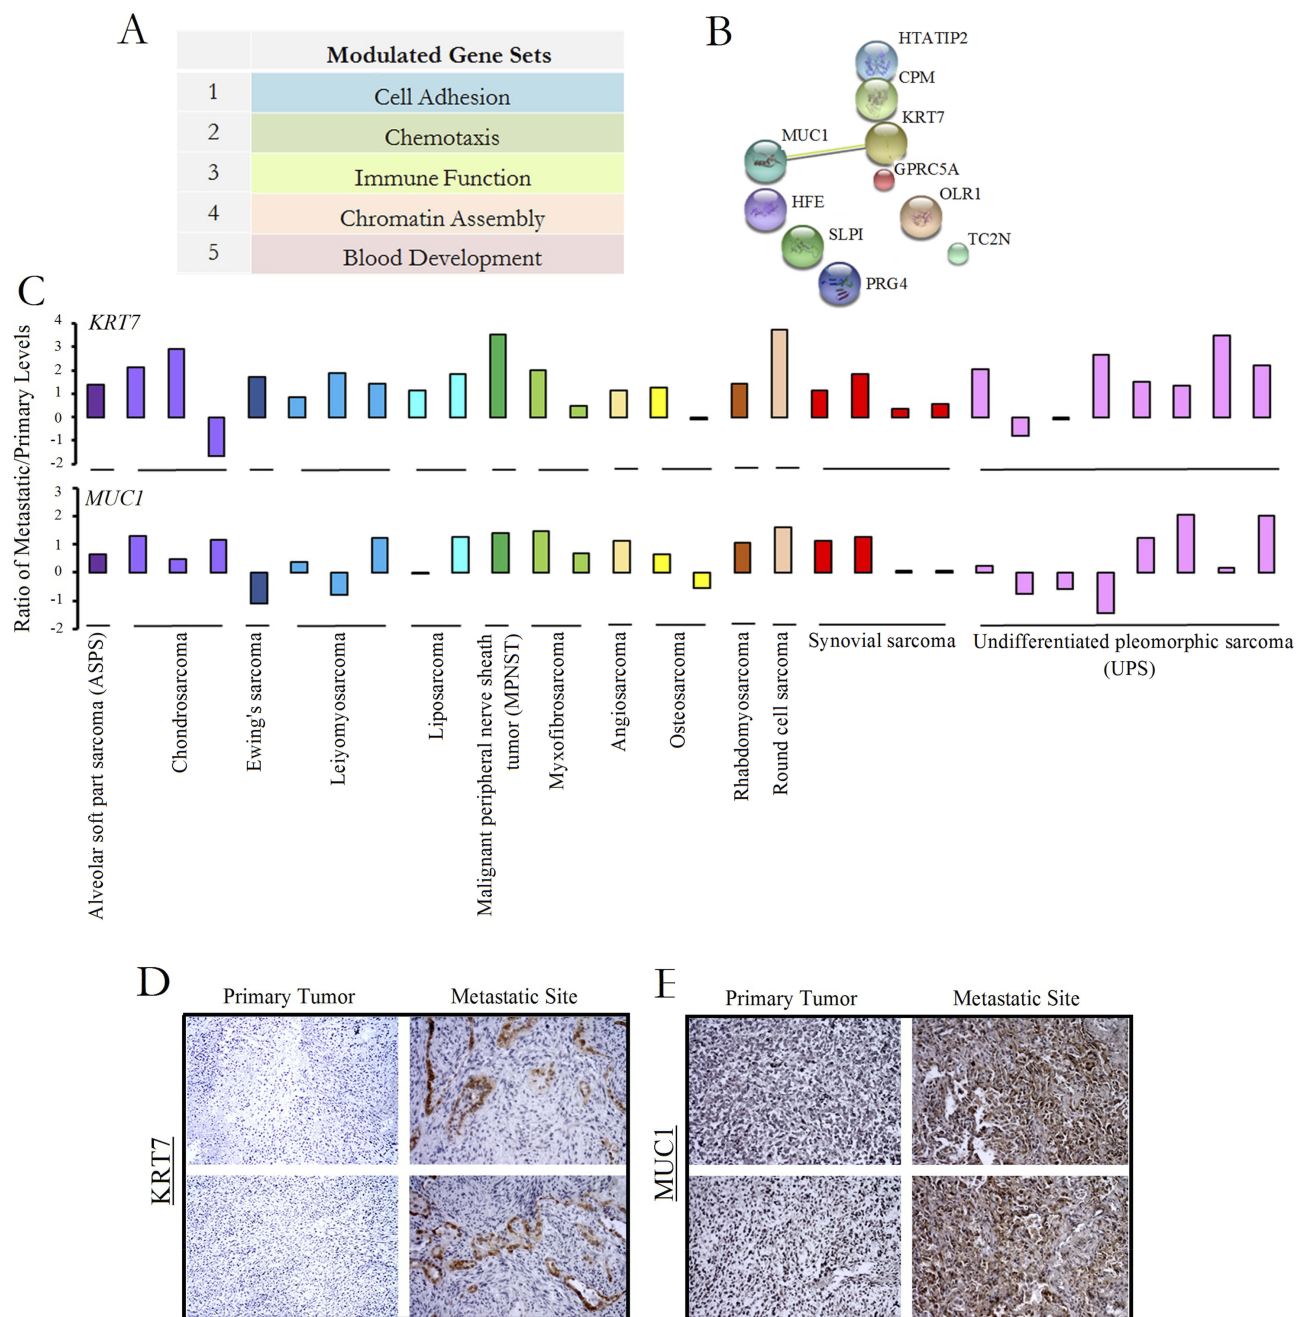 A
Modulated Gene Sets
1 Cell Adhesion
2 Chemotaxis
3 Immune Function
4 Chromatin Assembly
5 Blood Development
B
HTATIP2
CPM
KRT7
MUC1
GPRC5A
HFE
OLR1
SLPI
TC2N
PRG4
C
Ratio of Metastatic/Primary Levels
KRT7
4
3
2
1
0
-1
-2
MUC1
3
2
1
0
-1
-2
Alveolar soft part sarcoma (ASPS)
Chondrosarcoma
Ewing's sarcoma
Leiyomyosarcoma
Liposarcoma
Malignant peripheral nerve sheath
tumor (MPNST)
Myxofibrosarcoma
Angiosarcoma
Osteosarcoma
Rhabdomyosarcoma
Round cell sarcoma
Synovial sarcoma
Undifferentiated pleomorphic sarcoma
(UPS)
D
Primary Tumor Metastatic Site
KRT7
E
Primary Tumor Metastatic Site
MUC1